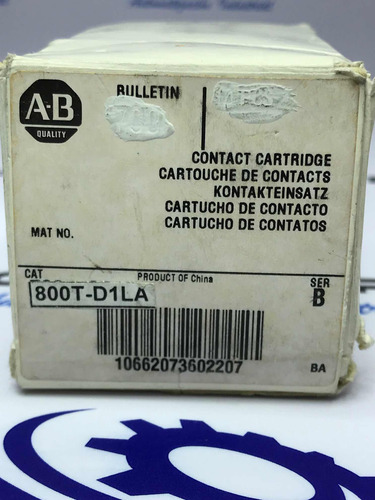 A-B
QUALITY
BULLETIN
700
CONTACT CARTRIDGE
CARTOUCHE DE CONTACTS
KONTAKTEINSATZ
CARTUCHO DE CONTACTO
CARTUCHO DE CONTATOS
MAT NO.
CAT
PRODUCT OF China
SER
800T-D1LA
B
10662073602207
BA